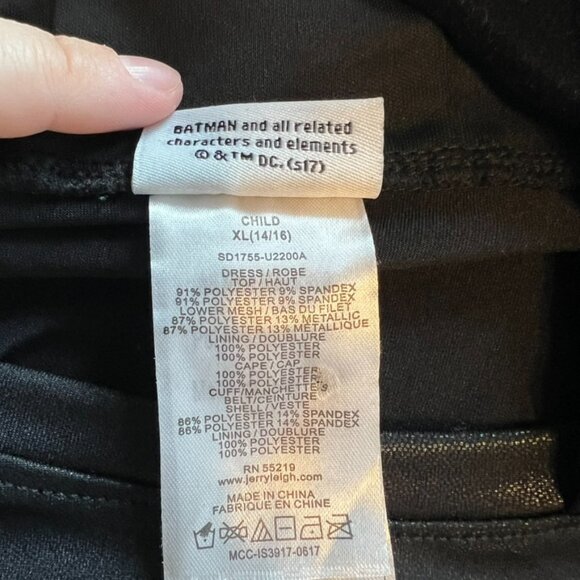 BATMAN and all related
characters and elements
© & ™ DC. (s17)
CHILD
XL(14/16)
SD1755-U2200A
DRESS / ROBE
TOP / HAUT
91% POLYESTER 9% SPANDEX
91% POLYESTER 9% SPANDEX
LOWER MESH / BAS DU FILET
87% POLYESTER 13% METALLIC
87% POLYESTER 13% METALLIQUE
LINING / DOUBLURE
100% POLYESTER
100% POLYESTER
CAPE / CAP
100% POLYESTER
100% POLYESTER
CUFF/MANCHETTES
BELT/CEINTURE
SHELL / VESTE
86% POLYESTER 14% SPANDEX
86% POLYESTER 14% SPANDEX
LINING / DOUBLURE
100% POLYESTER
100% POLYESTER
RN 55219
www.jerryleigh.com
MADE IN CHINA
FABRIQUE EN CHINE
MCC-IS3917-0617